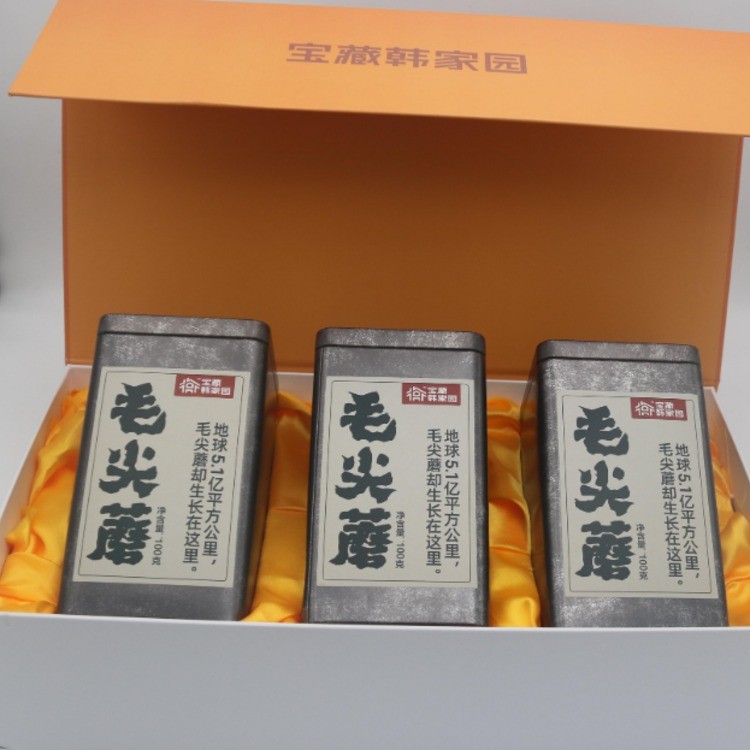 宝藏韩家园
毛尖蘑
宝藏
韩家园
地球5.1亿平方公里，
毛尖蘑却生长在这里。
净含量 100克
毛尖蘑
宝藏
韩家园
地球5.1亿平方公里，
毛尖蘑却生长在这里。
净含量 100克
毛尖蘑
宝藏
韩家园
地球5.1亿平方公里，
毛尖蘑却生长在这里。
净含量 100克